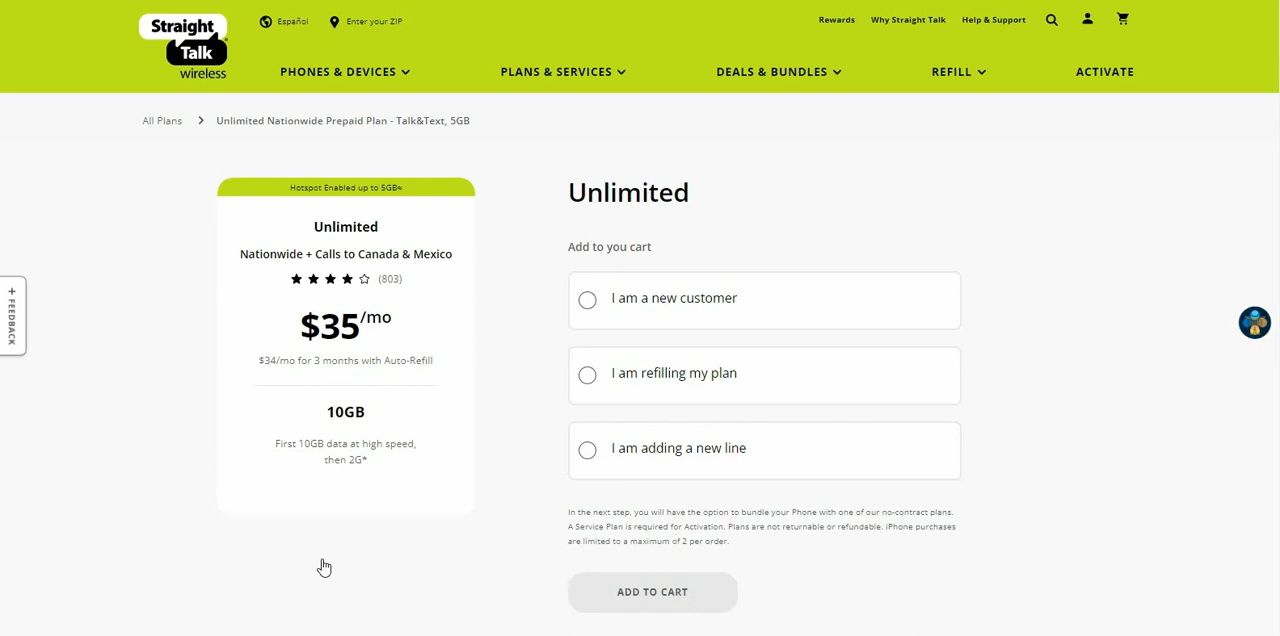 Straight
Talk
wireless
Español
Enter your ZIP
Rewards
Why Straight Talk
Help & Support
PHONES & DEVICES
PLANS & SERVICES
DEALS & BUNDLES
REFILL
ACTIVATE
All Plans
Unlimited Nationwide Prepaid Plan - Talk&Text, 5GB
Hotspot Enabled up to 5GB≈
Unlimited
Nationwide + Calls to Canada & Mexico
(803)
$35/mo
$34/mo for 3 months with Auto-Refill
10GB
First 10GB data at high speed,
then 2G*
Unlimited
Add to you cart
I am a new customer
I am refilling my plan
I am adding a new line
In the next step, you will have the option to bundle your Phone with one of our no-contract plans.
A Service Plan is required for Activation. Plans are not returnable or refundable. iPhone purchases
are limited to a maximum of 2 per order.
ADD TO CART
+ FEEDBACK